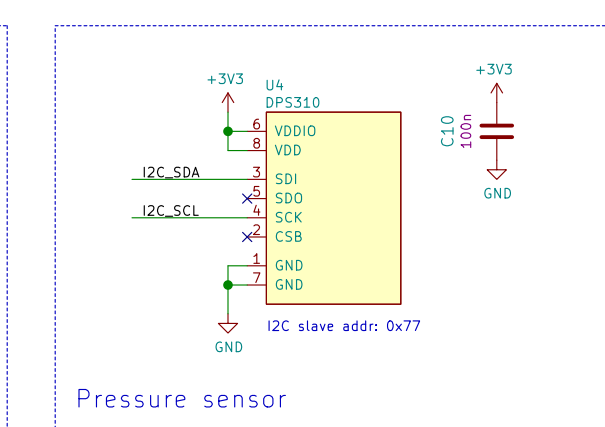 +3V3
U4
DPS310
6 VDDIO
8 VDD
I2C_SDA 3 SDI
5 SDO
I2C_SCL 4 SCK
2 CSB
1 GND
7 GND
GND
I2C slave addr: 0x77
+3V3
C10
100n
GND
Pressure sensor